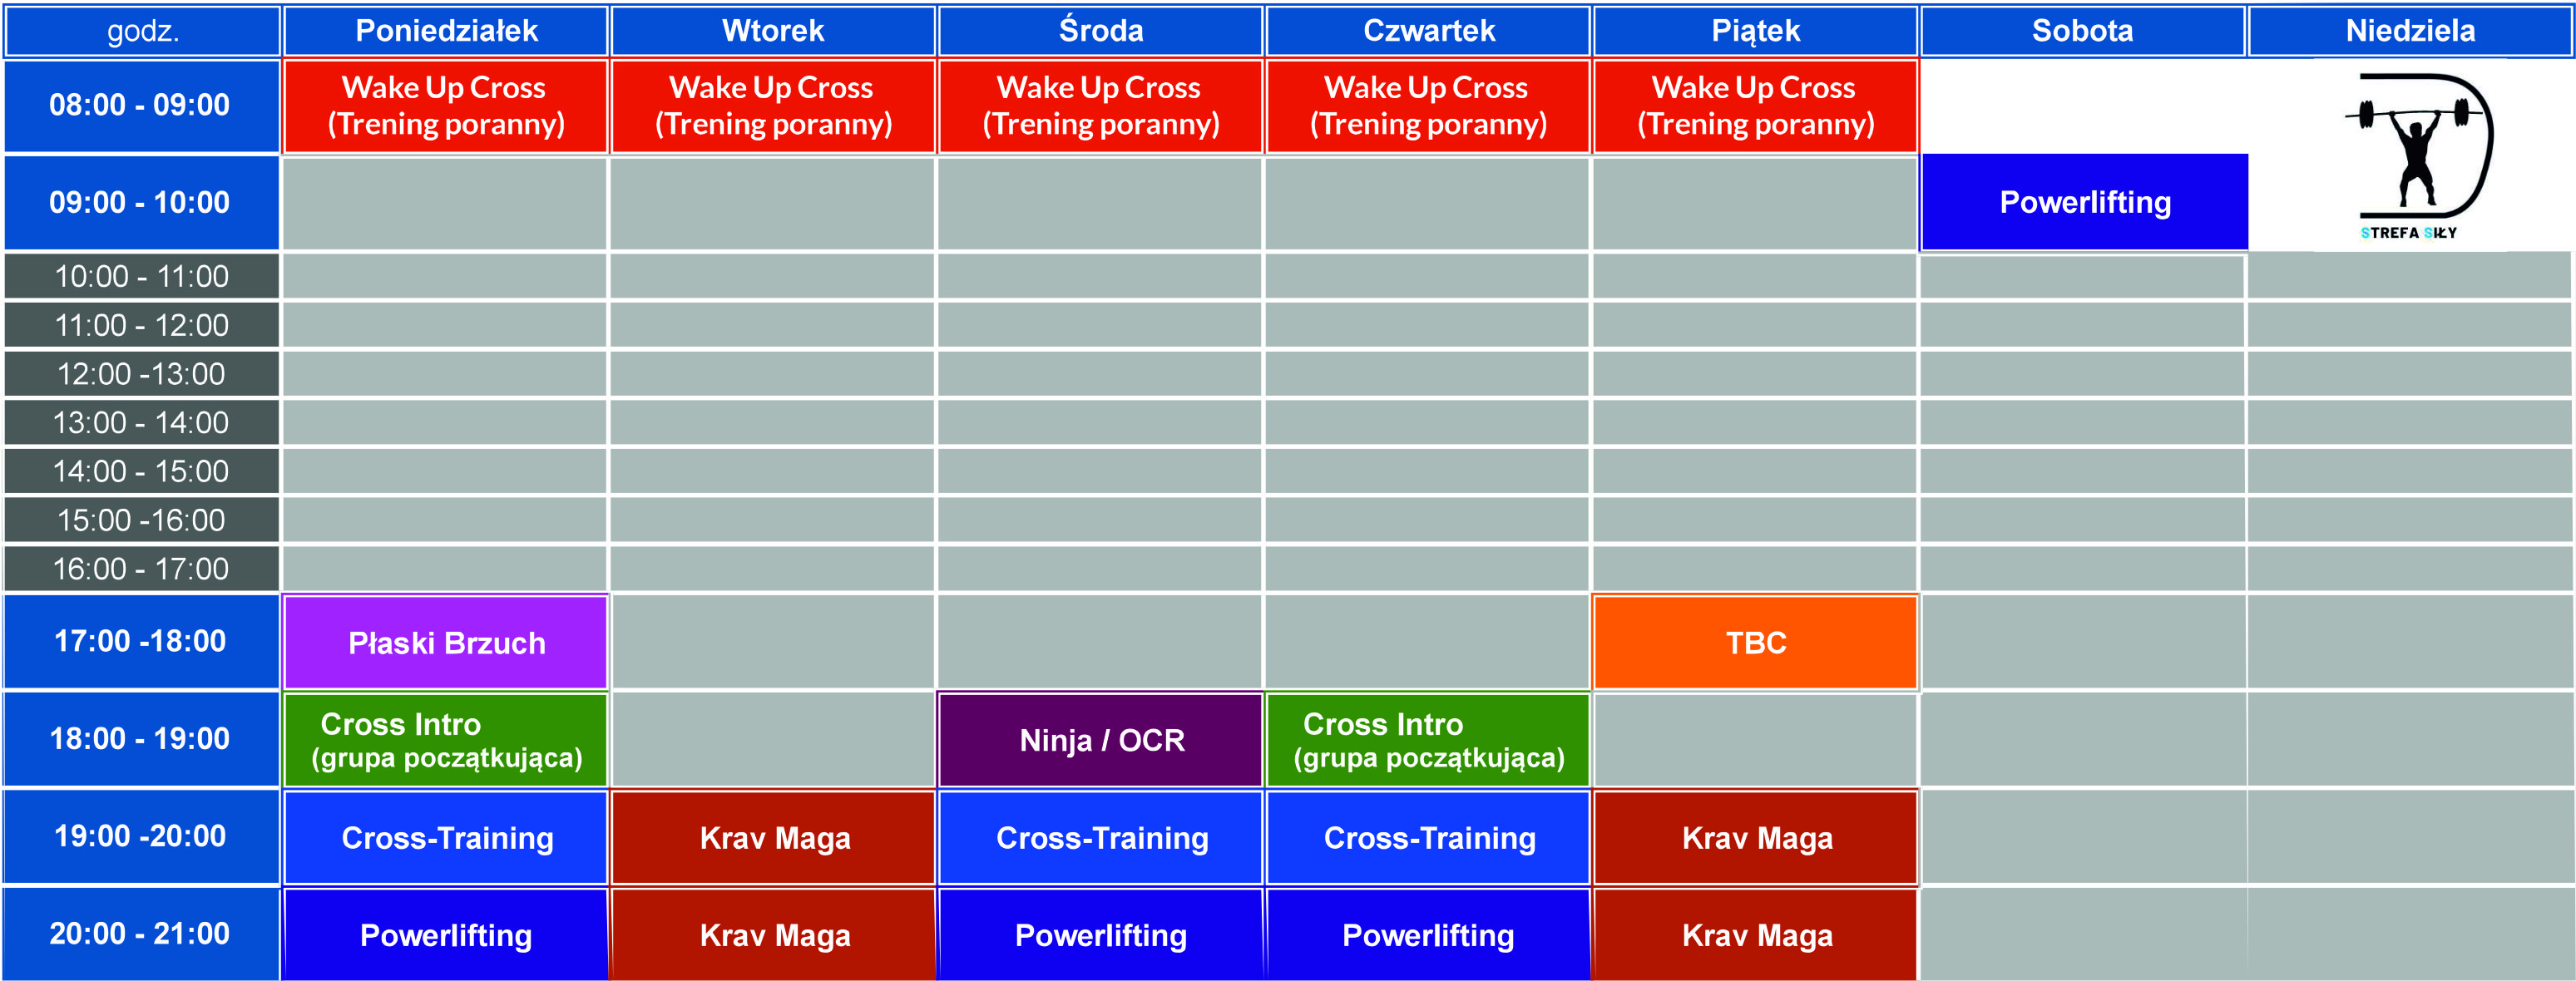 godz. Poniedziałek Wtorek Środa Czwartek Piątek Sobota Niedziela
08:00 - 09:00
Wake Up Cross
(Trening poranny)
Wake Up Cross
(Trening poranny)
Wake Up Cross
(Trening poranny)
Wake Up Cross
(Trening poranny)
Wake Up Cross
(Trening poranny)
09:00 - 10:00 Powerlifting
STREFA SIŁY
10:00 - 11:00
11:00 - 12:00
12:00 -13:00
13:00 - 14:00
14:00 - 15:00
15:00 -16:00
16:00 - 17:00
17:00 -18:00 Płaski Brzuch TBC
18:00 - 19:00
Cross Intro
(grupa początkująca)
Ninja / OCR
Cross Intro
(grupa początkująca)
19:00 -20:00 Cross-Training Krav Maga Cross-Training Cross-Training Krav Maga
20:00 - 21:00 Powerlifting Krav Maga Powerlifting Powerlifting Krav Maga